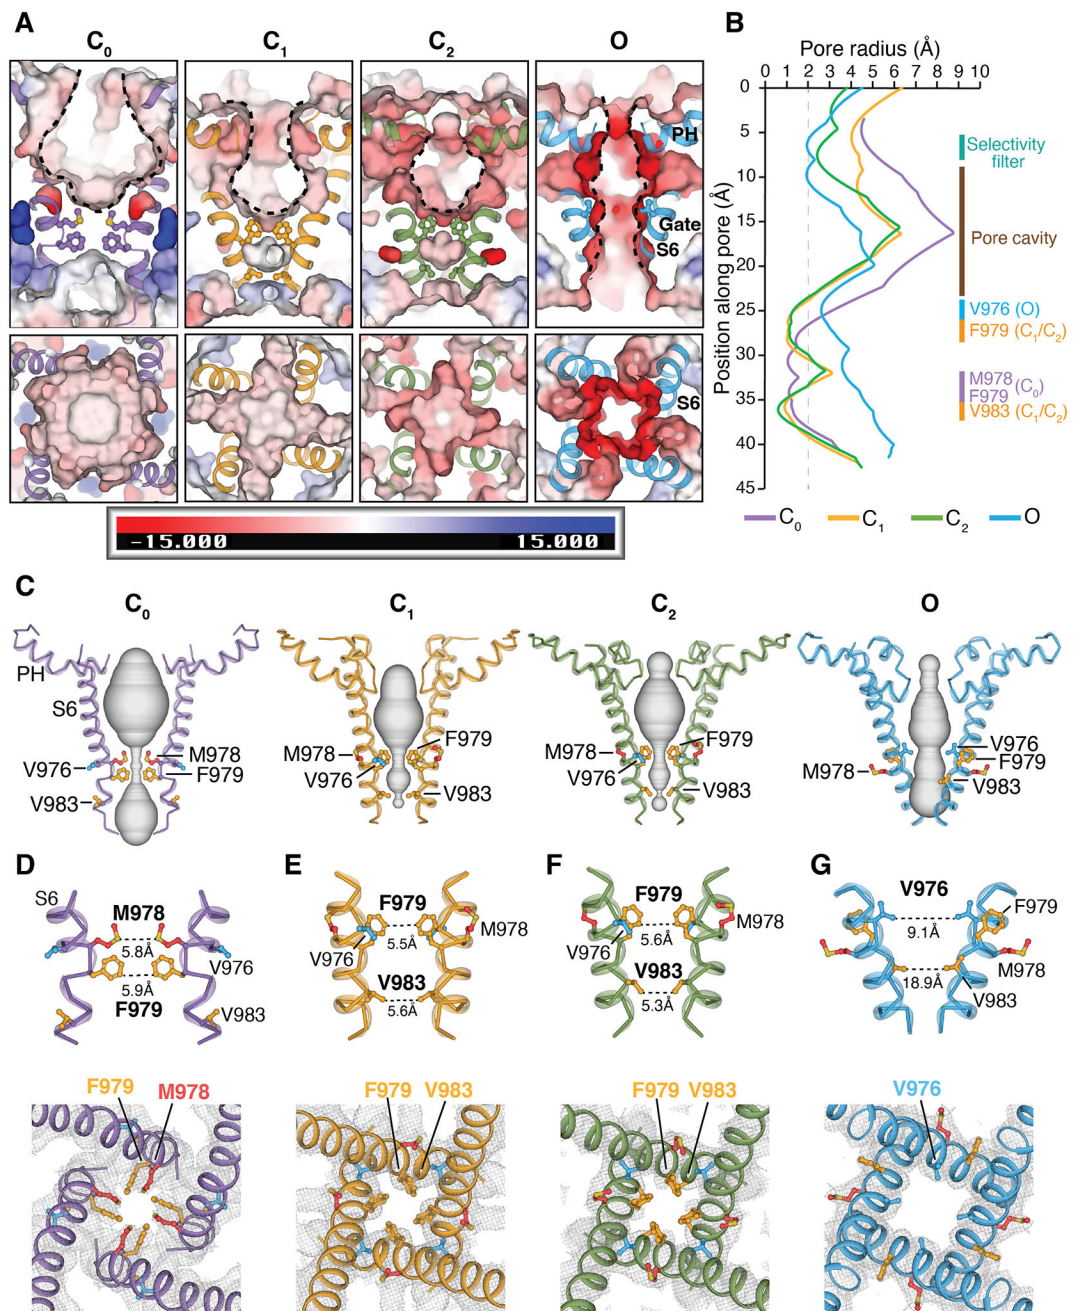 A
C0
C1
C2
O
PH
Gate
S6
S6
-15.000
15.000
B
Pore radius (Å)
0 1 2 3 4 5 6 7 8 9 10
Position along pore (Å)
0
5
10
15
20
25
30
35
40
45
Selectivity
filter
Pore cavity
V976 (O)
F979 (C1/C2)
M978
F979
(C0)
V983 (C1/C2)
C0
C1
C2
O
C
C0
C1
C2
O
PH
S6
V976
V983
M978
F979
M978
V976
F979
V983
M978
V976
F979
V983
M978
V976
F979
V983
D
S6
M978
5.8Å
V976
5.9Å
F979
V983
E
F979
5.5Å
M978
V976
V983
5.6Å
F
F979
5.6Å
M978
V976
V983
5.3Å
G
V976
F979
9.1Å
M978
18.9Å
V983
F979
M978
F979 V983
F979 V983
V976